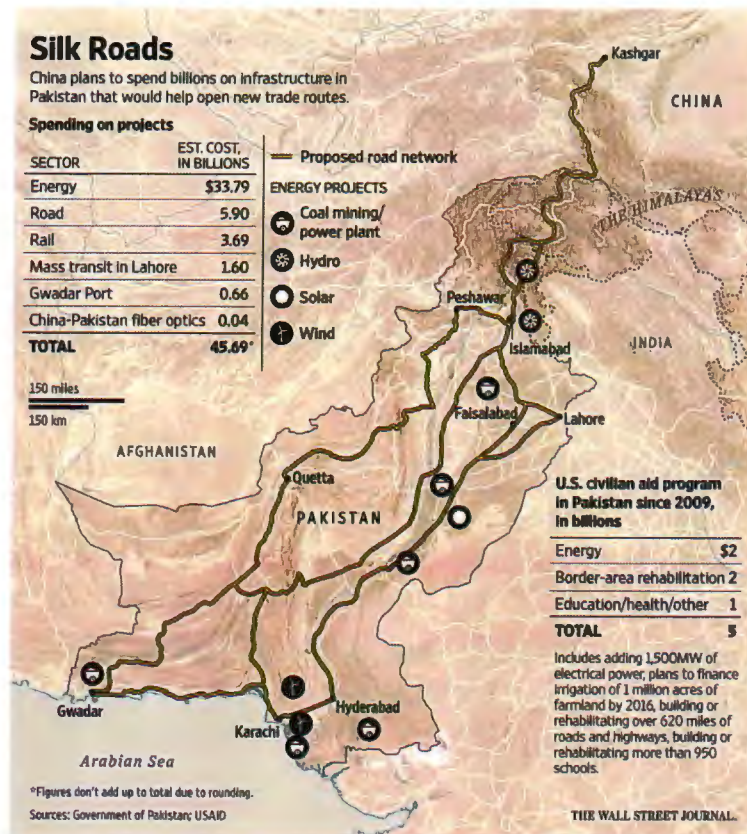 Silk Roads
China plans to spend billions on infrastructure in
Pakistan that would help open new trade routes.
Spending on projects
SECTOR EST. COST, IN BILLIONS
Energy $33.79
Road 5.90
Rail 3.69
Mass transit in Lahore 1.60
Gwadar Port 0.66
China-Pakistan fiber optics 0.04
TOTAL 45.69*
Proposed road network
ENERGY PROJECTS
Coal mining/
power plant
Hydro
Solar
Wind
150 miles
150 km
Kashgar
CHINA
THE HIMALAYAS
Peshawar
Islamabad
INDIA
Faisalabad
Lahore
AFGHANISTAN
Quetta
PAKISTAN
Gwadar
Karachi
Hyderabad
Arabian Sea
U.S. civilian aid program
in Pakistan since 2009,
in billions
Energy $2
Border-area rehabilitation 2
Education/health/other 1
TOTAL 5
Includes adding 1,500MW of
electrical power, plans to finance
irrigation of 1 million acres of
farmland by 2016, building or
rehabilitating over 620 miles of
roads and highways, building or
rehabilitating more than 950
schools.
*Figures don't add up to total due to rounding.
Sources: Government of Pakistan; USAID
THE WALL STREET JOURNAL.